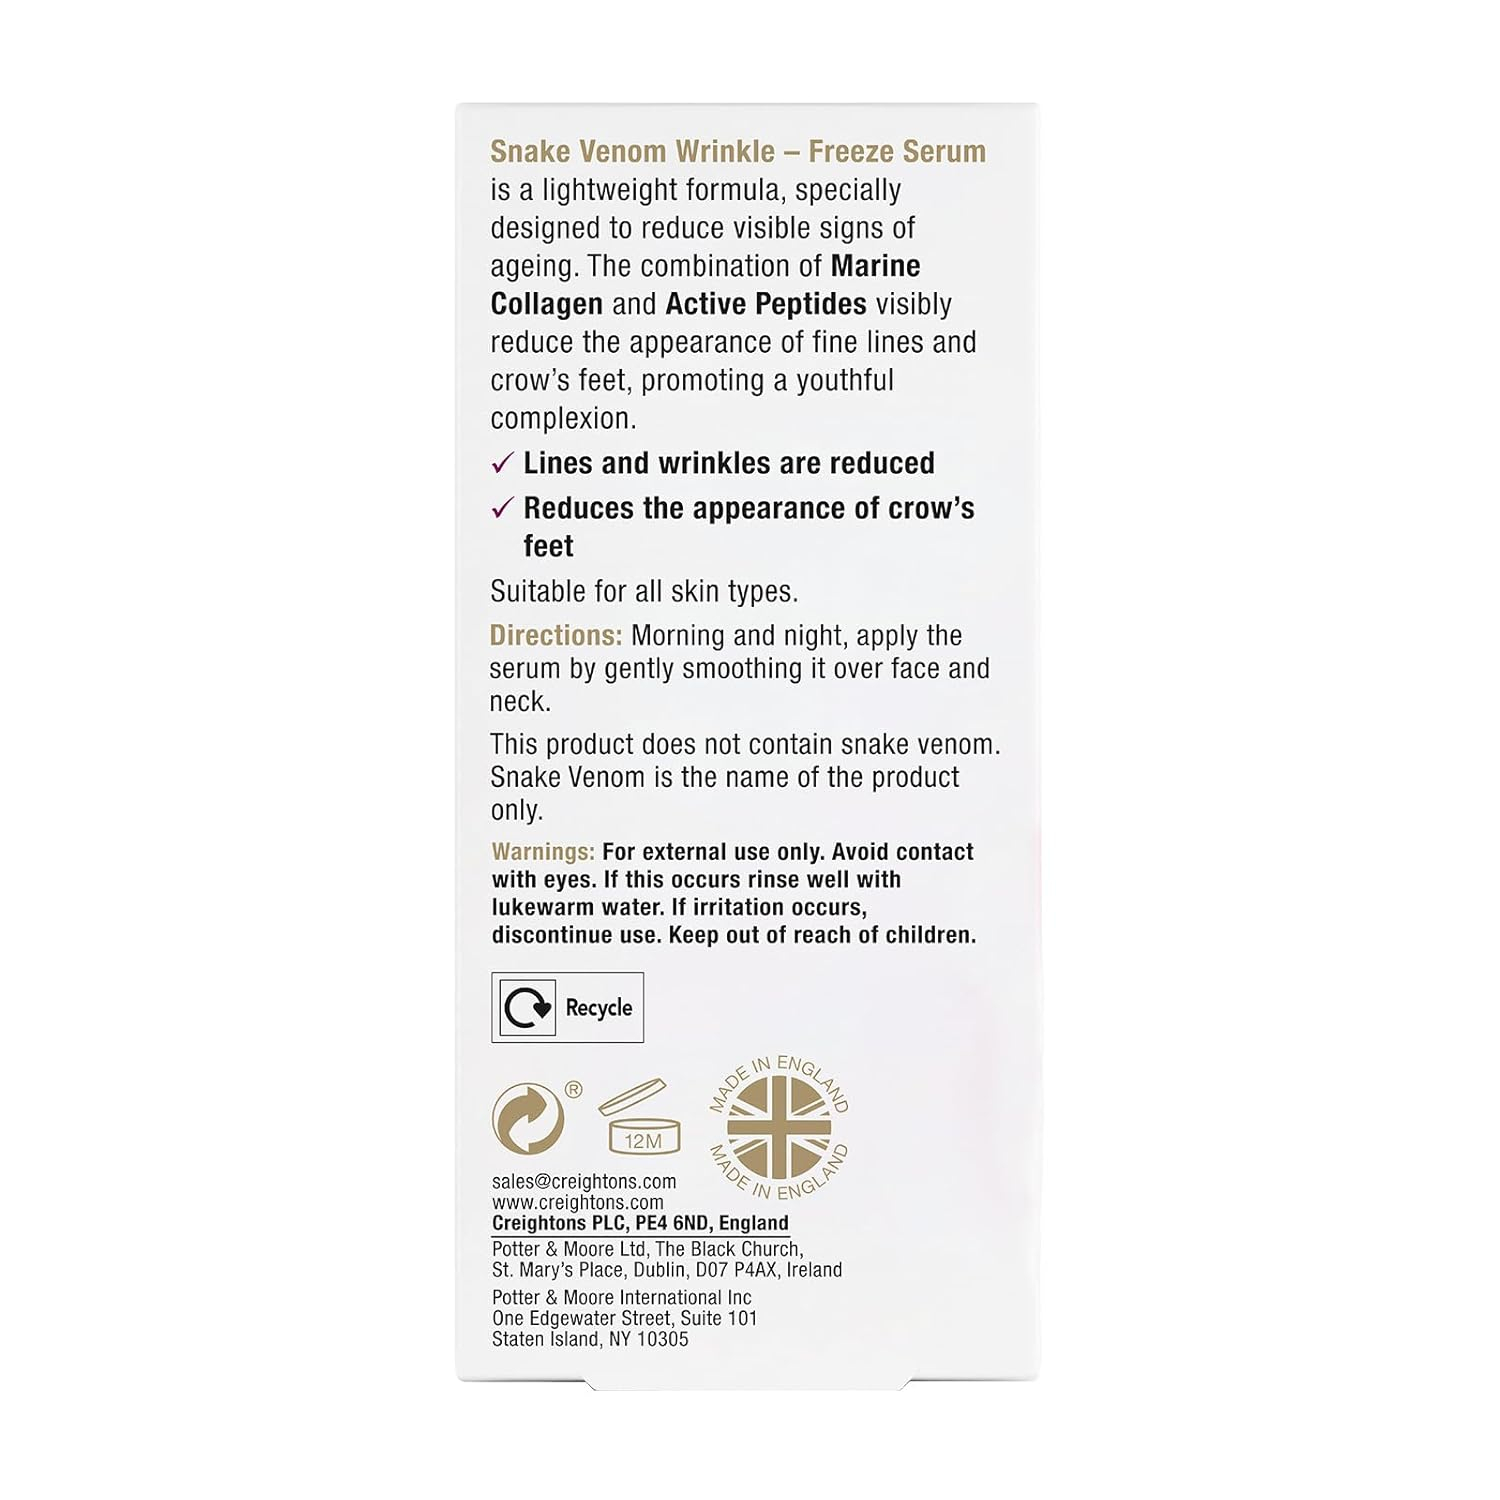 Snake Venom Wrinkle – Freeze Serum
is a lightweight formula, specially
designed to reduce visible signs of
ageing. The combination of Marine
Collagen and Active Peptides visibly
reduce the appearance of fine lines and
crow’s feet, promoting a youthful
complexion.
✓ Lines and wrinkles are reduced
✓ Reduces the appearance of crow’s
feet
Suitable for all skin types.
Directions: Morning and night, apply the
serum by gently smoothing it over face and
neck.
This product does not contain snake venom.
Snake Venom is the name of the product
only.
Warnings: For external use only. Avoid contact
with eyes. If this occurs rinse well with
lukewarm water. If irritation occurs,
discontinue use. Keep out of reach of children.
Recycle
®
12M
MADE IN ENGLAND
MADE IN ENGLAND
sales@creightons.com
www.creightons.com
Creightons PLC, PE4 6ND, England
Potter & Moore Ltd, The Black Church,
St. Mary’s Place, Dublin, D07 P4AX, Ireland
Potter & Moore International Inc
One Edgewater Street, Suite 101
Staten Island, NY 10305